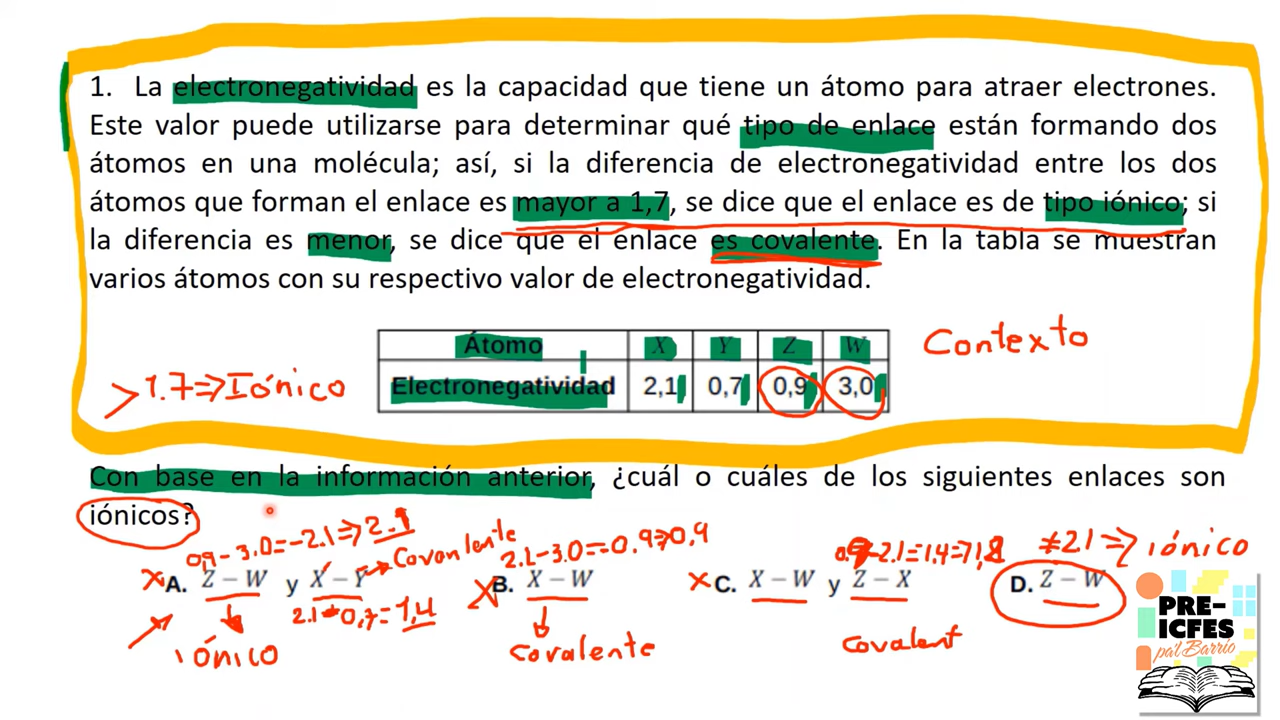 1. La electronegatividad es la capacidad que tiene un átomo para atraer electrones.
Este valor puede utilizarse para determinar qué tipo de enlace están formando dos
átomos en una molécula; así, si la diferencia de electronegatividad entre los dos
átomos que forman el enlace es mayor a 1,7, se dice que el enlace es de tipo iónico; si
la diferencia es menor, se dice que el enlace es covalente. En la tabla se muestran
varios átomos con su respectivo valor de electronegatividad.
Contexto
Átomo X Y Z W
> 1.7 => Iónico
Electronegatividad 2,1 0,7 0,9 3,0
Con base en la información anterior, ¿cuál o cuáles de los siguientes enlaces son
iónicos?
0,9 - 3.0 = -2.1 => 2.1
Covanlente
2.1 - 3.0 = -0.9 => 0,9
- 2.1 = 1,4 =>
2.1 => iónico
x A. Z – W y X – Y
x B. X – W
x C. X – W y Z – X
D. Z – W
2.1 - 0,7 = 1,4
iónico
covalente
covalent
PRE-
ICFES
pa'l Barrio